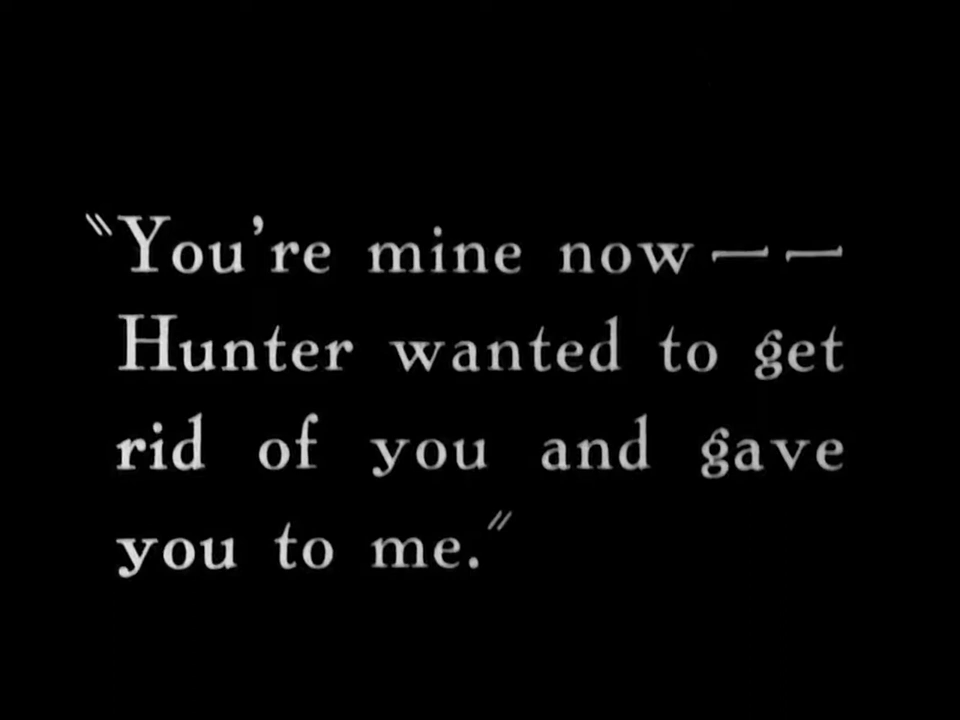 "You're mine now — —
Hunter wanted to get
rid of you and gave
you to me."